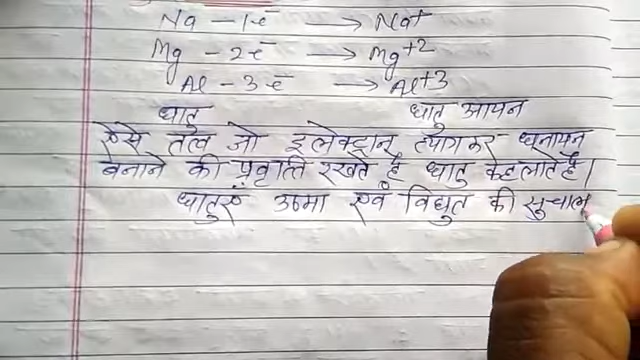 Na - 1e̅ → Na+
Mg - 2e̅ → Mg+2
Al - 3e̅ → Al+3
धातु धातु आयन
ऐसे तत्व जो इलेक्ट्रान त्यागकर धनायन
बनाने की प्रवृत्ति रखते हैं धातु कहलाते हैं।
धातुएं उष्मा एवं विद्युत की सुचाल